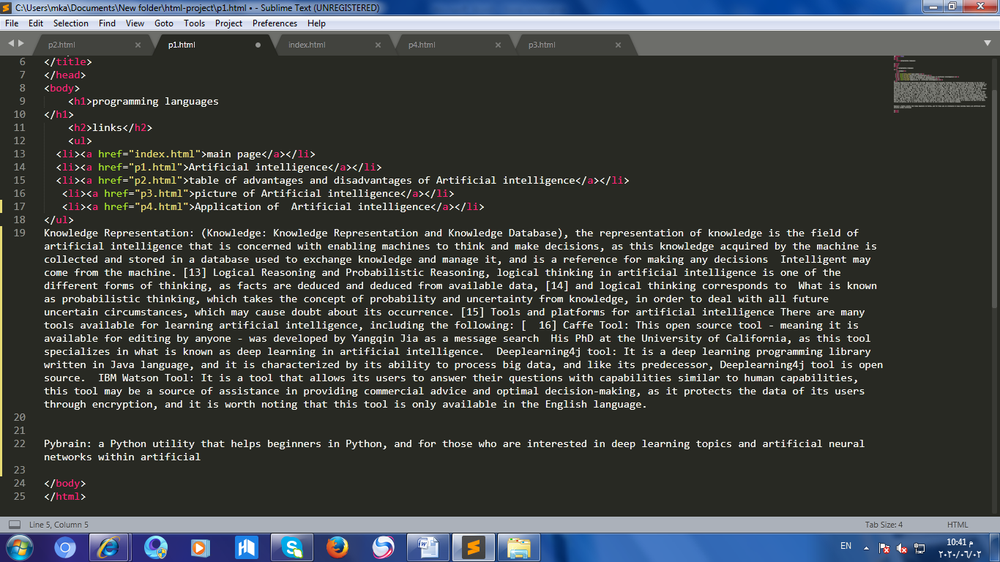 C:\Users\mka\Documents\New folder\html-project\p1.html • - Sublime Text (UNREGISTERED)
File Edit Selection Find View Goto Tools Project Preferences Help
p2.html p1.html index.html p4.html p3.html
6 </title>
7 </head>
8 <body>
9 <h1>programming languages
10 </h1>
11 <h2>links</h2>
12 <ul>
13 <li><a href="index.html">main page</a></li>
14 <li><a href="p1.html">Artificial intelligence</a></li>
15 <li><a href="p2.html">table of advantages and disadvantages of Artificial intelligence</a></li>
16 <li><a href="p3.html">picture of Artificial intelligence</a></li>
17 <li><a href="p4.html">Application of  Artificial intelligence</a></li>
18 </ul>
19 Knowledge Representation: (Knowledge: Knowledge Representation and Knowledge Database), the representation of knowledge is the field of
artificial intelligence that is concerned with enabling machines to think and make decisions, as this knowledge acquired by the machine is
collected and stored in a database used to exchange knowledge and manage it, and is a reference for making any decisions  Intelligent may
come from the machine. [13] Logical Reasoning and Probabilistic Reasoning, logical thinking in artificial intelligence is one of the
different forms of thinking, as facts are deduced and deduced from available data, [14] and logical thinking corresponds to  What is known
as probabilistic thinking, which takes the concept of probability and uncertainty from knowledge, in order to deal with all future
uncertain circumstances, which may cause doubt about its occurrence. [15] Tools and platforms for artificial intelligence There are many
tools available for learning artificial intelligence, including the following: [  16] Caffe Tool: This open source tool - meaning it is
available for editing by anyone - was developed by Yangqin Jia as a message search  His PhD at the University of California, as this tool
specializes in what is known as deep learning in artificial intelligence.  Deeplearning4j tool: It is a deep learning programming library
written in Java language, and it is characterized by its ability to process big data, and like its predecessor, Deeplearning4j tool is open
source.  IBM Watson Tool: It is a tool that allows its users to answer their questions with capabilities similar to human capabilities,
this tool may be a source of assistance in providing commercial advice and optimal decision-making, as it protects the data of its users
through encryption, and it is worth noting that this tool is only available in the English language.
20
21
22 Pybrain: a Python utility that helps beginners in Python, and for those who are interested in deep learning topics and artificial neural
networks within artificial
23
24 </body>
25 </html>
Line 5, Column 5 Tab Size: 4 HTML
EN 10:41 م
٢٠٢٠/٠٦/٠٢